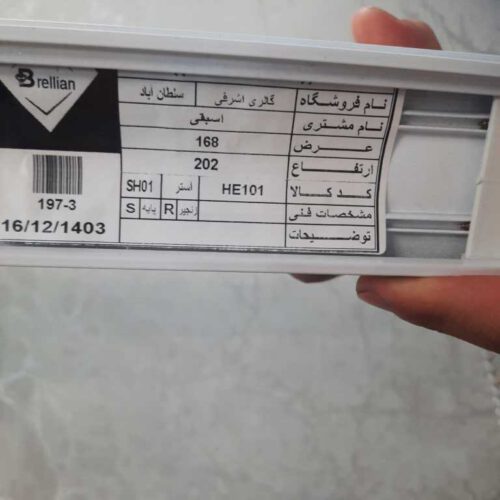 Brellian
197-3
16/12/1403
نام فروشگاه گالری اشرفی سلطان آباد
نام مشتری اسبقی
عرض 168
ارتفاع 202
کد کالا HE101 آستر SH01
مشخصات فنی زنجیر R پایه S
توضیحات